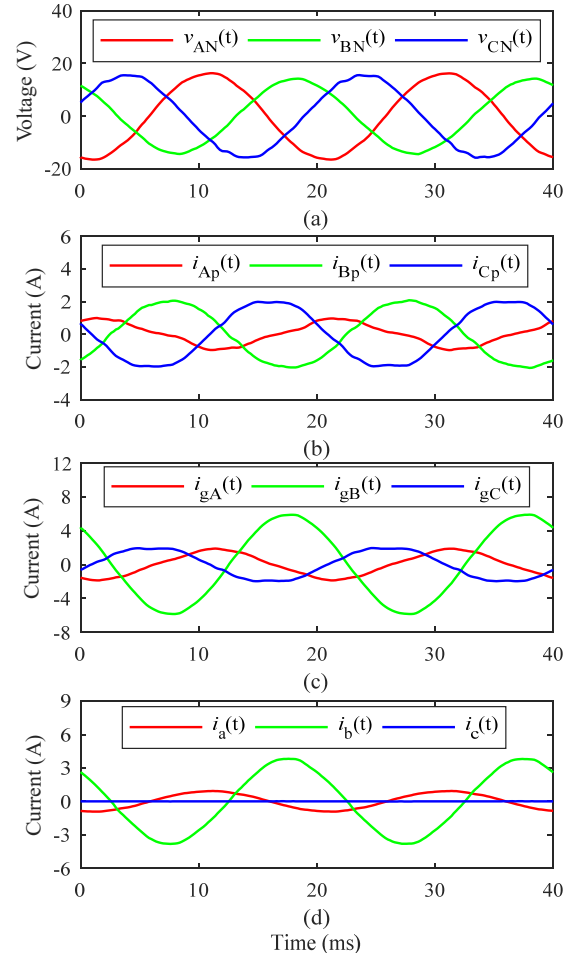 40
20
0
-20
Voltage (V)
v_AN(t) v_BN(t) v_CN(t)
0 10 20 30 40
(a)
6
4
2
0
-2
-4
Current (A)
i_Ap(t) i_Bp(t) i_Cp(t)
0 10 20 30 40
(b)
12
8
4
0
-4
-8
Current (A)
i_gA(t) i_gB(t) i_gC(t)
0 10 20 30 40
(c)
9
6
3
0
-3
-6
Current (A)
i_a(t) i_b(t) i_c(t)
0 10 20 30 40
(d)
Time (ms)